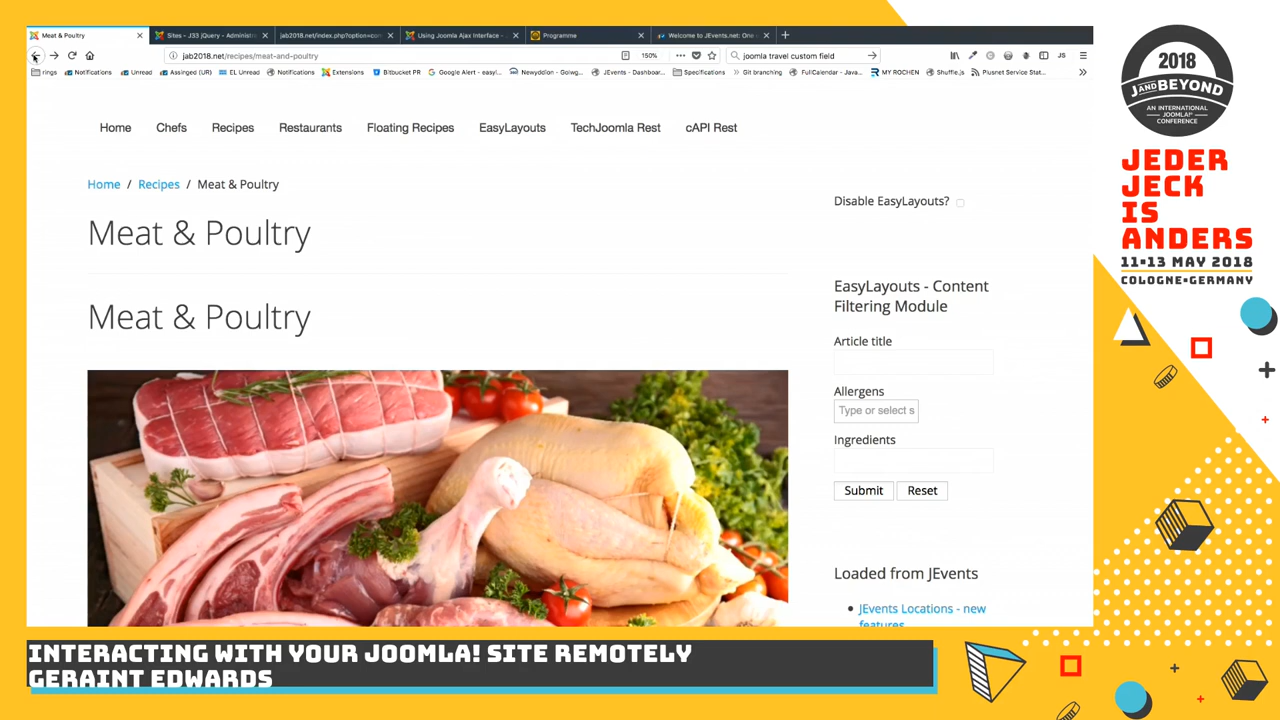 Meat & Poultry
Sites - J33 jQuery - Administr
jab2018.net/index.php?option=con
Using Joomla Ajax Interface -
Programme
Welcome to JEvents.net: One
jab2018.net/recipes/meat-and-poultry
150%
joomla travel custom field
JS
rings
Notifications
Unread
Assigned (UR)
EL Unread
Notifications
Extensions
Bitbucket PR
Google Alert - easyl...
JEvents - Dashboar...
Specifications
Git branching
FullCalendar - Java...
MY ROCHEN
Shuffle.js
Plusnet Service Stat...
Home
Chefs
Recipes
Restaurants
Floating Recipes
EasyLayouts
TechJoomla Rest
cAPI Rest
Home / Recipes / Meat & Poultry
Meat & Poultry
Meat & Poultry
Disable EasyLayouts?
EasyLayouts - Content
Filtering Module
Article title
Allergens
Type or select s
Ingredients
Submit
Reset
Loaded from JEvents
JEvents Locations - new
features
2018
J AND BEYOND
AN INTERNATIONAL
JOOMLA!
CONFERENCE
JEDER
JECK
IS
ANDERS
11-13 MAY 2018
COLOGNE•GERMANY
INTERACTING WITH YOUR JOOMLA! SITE REMOTELY
GERAINT EDWARDS